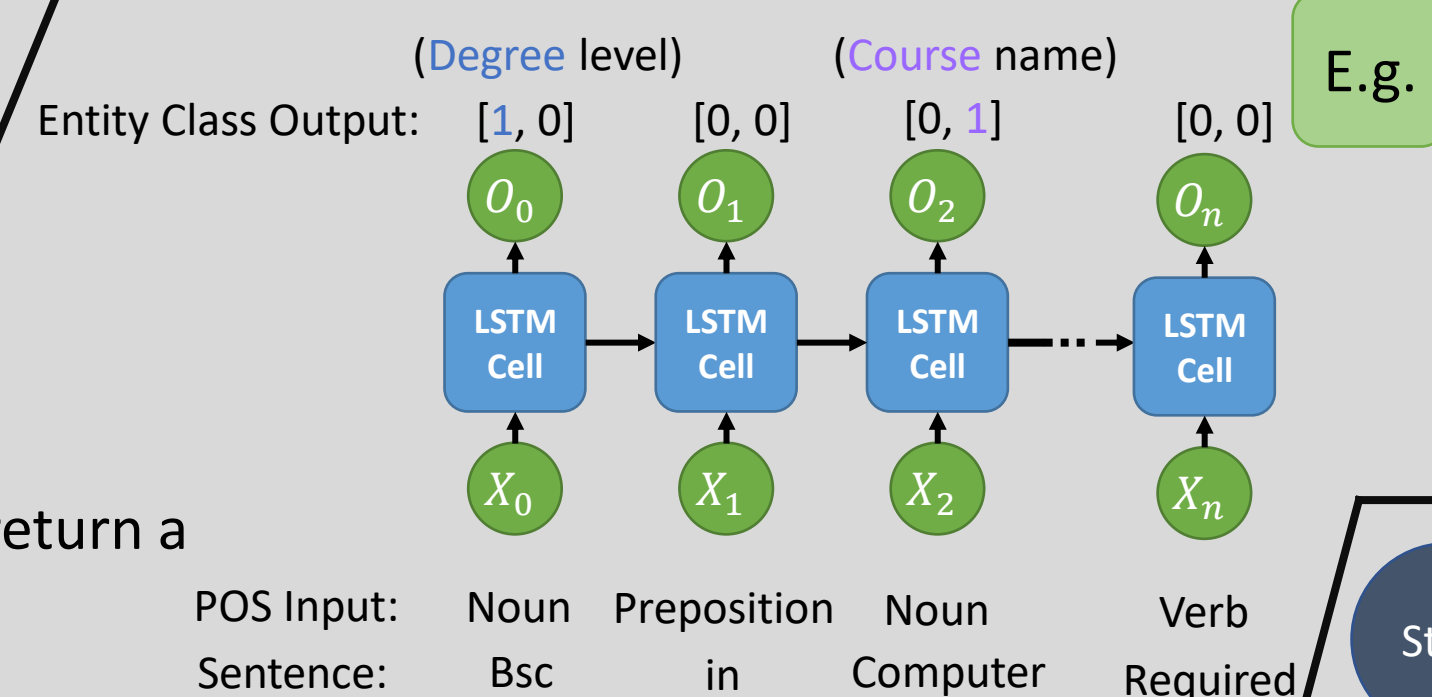 (Degree level) (Course name)
E.g.
Entity Class Output: [1, 0] [0, 0] [0, 1] [0, 0]
O₀ O₁ O₂ Oₙ
LSTM Cell LSTM Cell LSTM Cell LSTM Cell
X₀ X₁ X₂ Xₙ
return a
POS Input: Noun Preposition Noun Verb
Sentence: Bsc in Computer Required